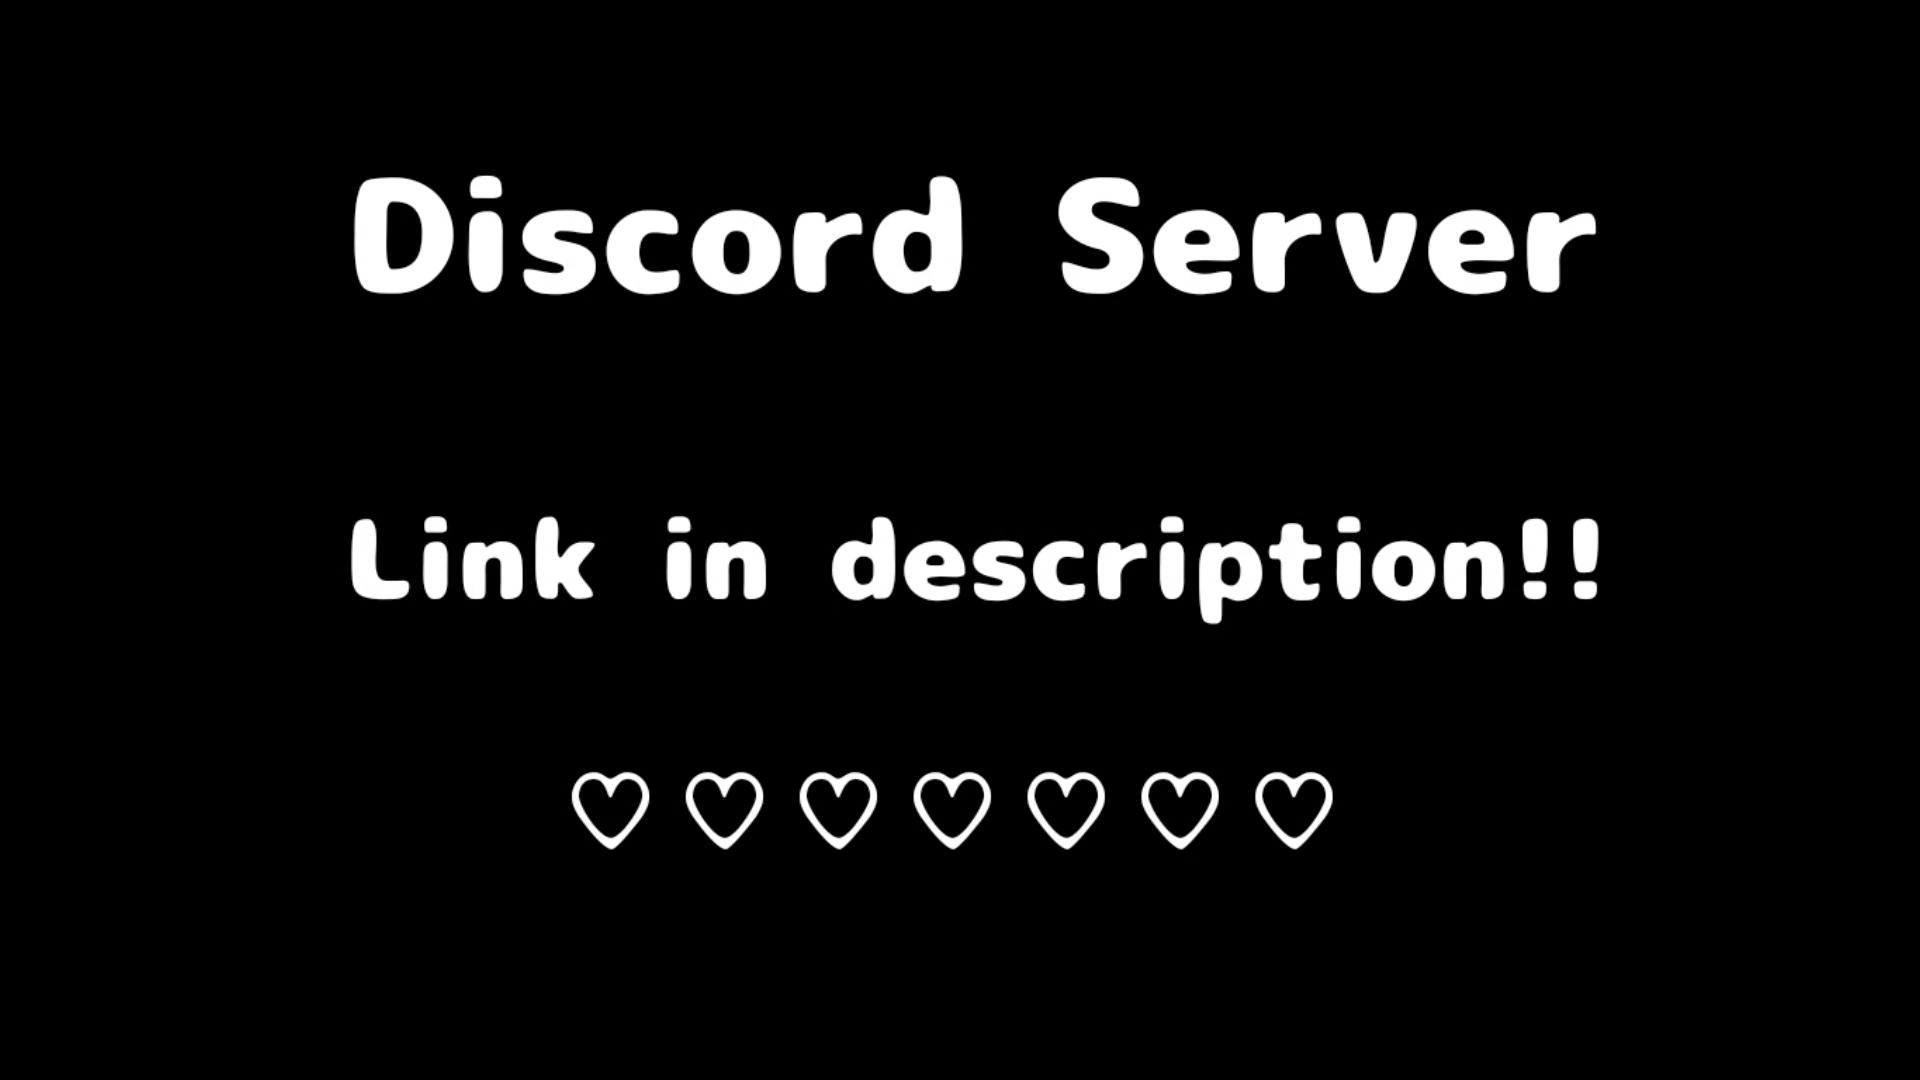 Discord Server
Link in description!!
♡♡♡♡♡♡♡